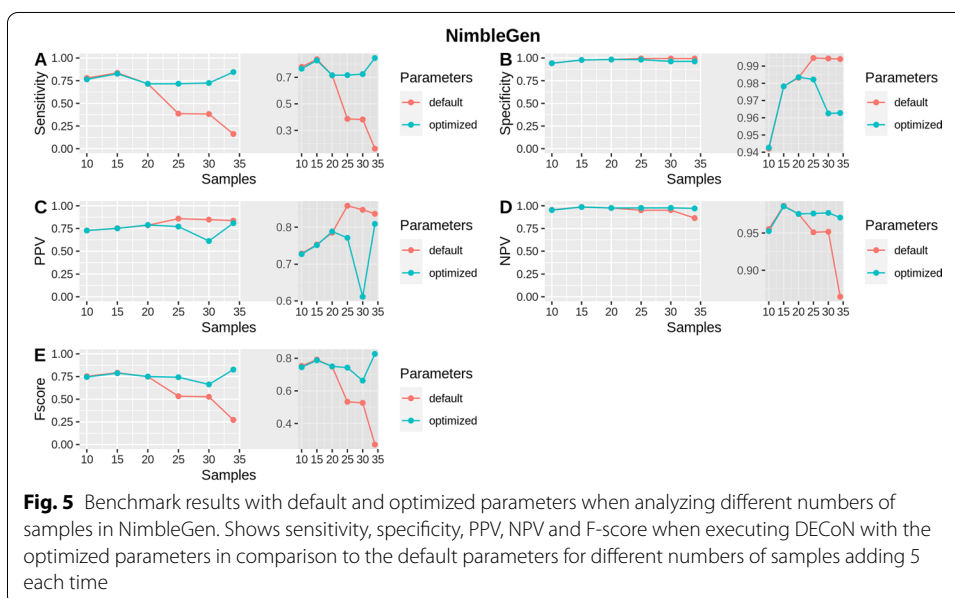 NimbleGen
A
Sensitivity
1.00
0.75
0.50
0.25
0.00
10 15 20 25 30 35
Samples
0.7
0.5
0.3
10 15 20 25 30 35
Parameters
default
optimized
B
Specificity
1.00
0.75
0.50
0.25
0.00
10 15 20 25 30 35
Samples
0.99
0.98
0.97
0.96
0.95
0.94
10 15 20 25 30 35
Parameters
default
optimized
C
PPV
1.00
0.75
0.50
0.25
0.00
10 15 20 25 30 35
Samples
0.8
0.7
0.6
10 15 20 25 30 35
Parameters
default
optimized
D
NPV
1.00
0.75
0.50
0.25
0.00
10 15 20 25 30 35
Samples
0.95
0.90
10 15 20 25 30 35
Parameters
default
optimized
E
Fscore
1.00
0.75
0.50
0.25
0.00
10 15 20 25 30 35
Samples
0.8
0.6
0.4
10 15 20 25 30 35
Parameters
default
optimized
Fig. 5 Benchmark results with default and optimized parameters when analyzing different numbers of
samples in NimbleGen. Shows sensitivity, specificity, PPV, NPV and F-score when executing DECoN with the
optimized parameters in comparison to the default parameters for different numbers of samples adding 5
each time